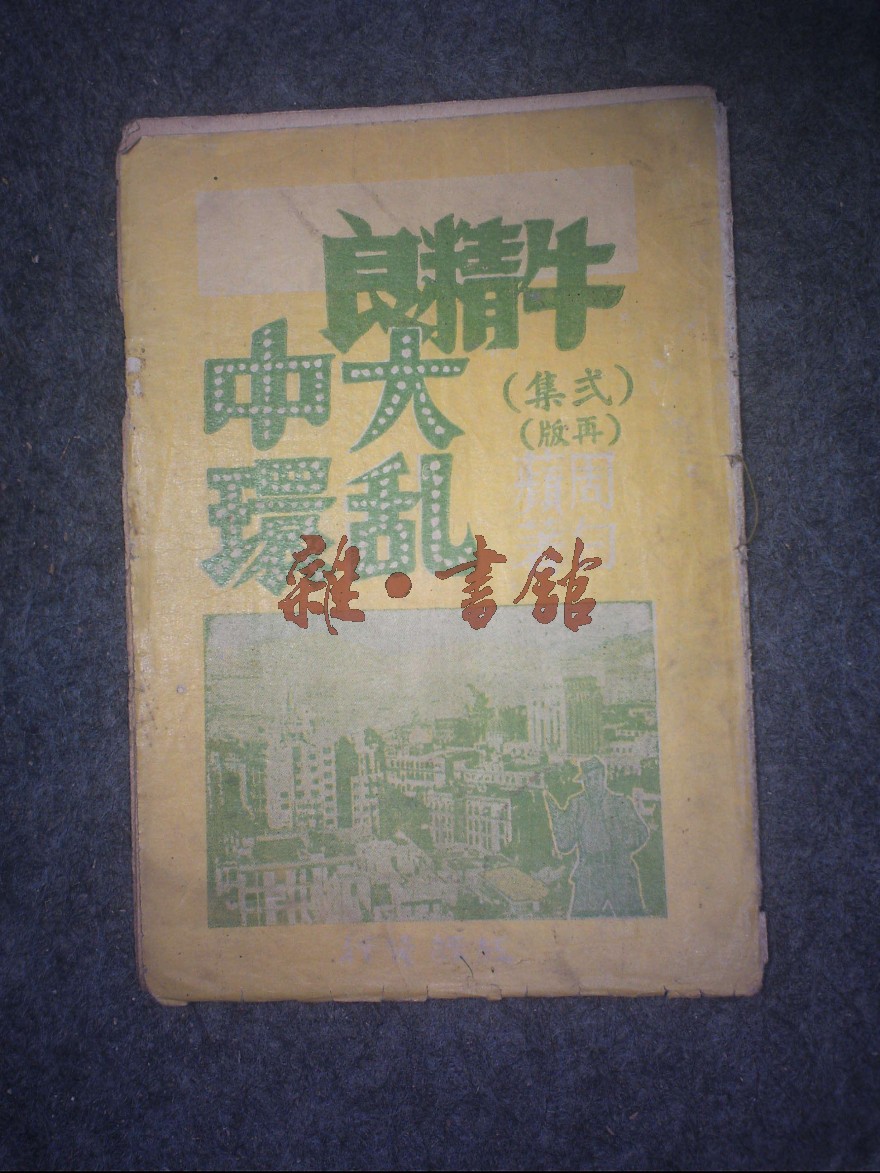 牛精良
大乱
中環
（弍集）
（再版）
周白
蘋著
雜·書館